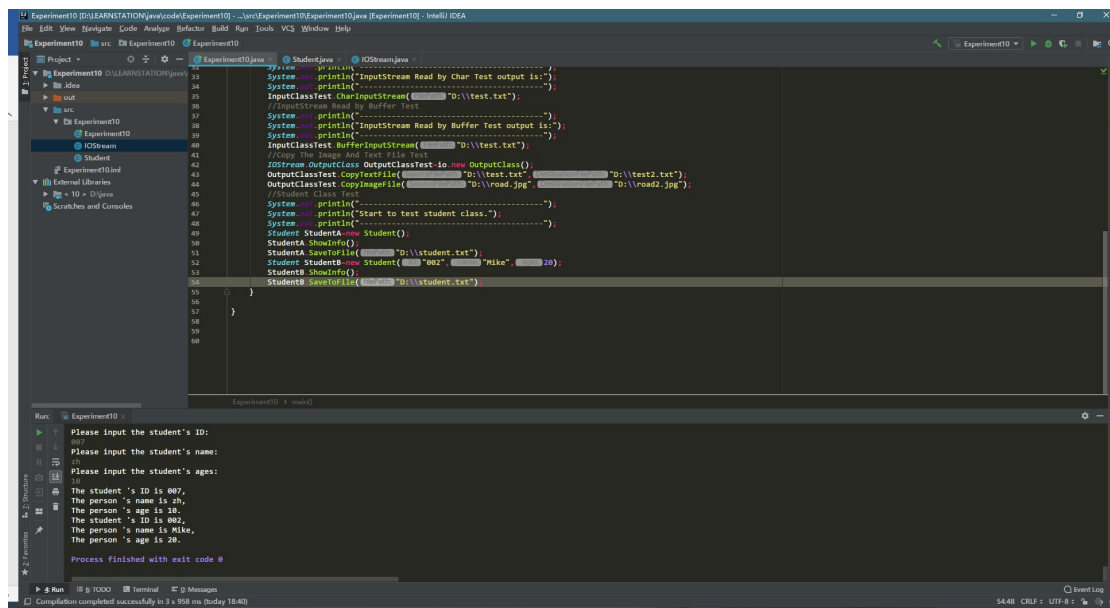 Experiment10 [D:\LEARNSTATION\java\code\Experiment10] - ...\src\Experiment10\Experiment10.java [Experiment10] - IntelliJ IDEA
File Edit View Navigate Code Analyze Refactor Build Run Tools VCS Window Help
Experiment10 src Experiment10 Experiment10 Experiment10
1: Project
Project
Experiment10.java Student.java IOStream.java
Experiment10 D:\LEARNSTATION\java\
.idea
out
src
Experiment10
Experiment10
IOStream
Student
Experiment10.iml
External Libraries
< 10 > D:\java
Scratches and Consoles
32 System.out.println("-------------------------------------");
33 System.out.println("InputStream Read by Char Test output is:");
34 System.out.println("-------------------------------------");
35 InputClassTest.CharInputStream( "D:\\test.txt");
36 //InputStream Read by Buffer Test
37 System.out.println("-------------------------------------");
38 System.out.println("InputStream Read by Buffer Test output is:");
39 System.out.println("-------------------------------------");
40 InputClassTest.BufferInputStream( "D:\\test.txt");
41 //Copy The Image And Text File Test
42 IOStream.OutputClass OutputClassTest=io.new OutputClass();
43 OutputClassTest.CopyTextFile( "D:\\test.txt", "D:\\test2.txt");
44 OutputClassTest.CopyImageFile( "D:\\road.jpg", "D:\\road2.jpg");
45 //Student Class Test
46 System.out.println("-------------------------------------");
47 System.out.println("Start to test student class.");
48 System.out.println("-------------------------------------");
49 Student StudentA=new Student();
50 StudentA.ShowInfo();
51 StudentA.SaveToFile( "D:\\student.txt");
52 Student StudentB=new Student( "002", "Mike", 20);
53 StudentB.ShowInfo();
54 StudentB.SaveToFile( "D:\\student.txt");
55 }
56
57 }
58
59
60
Experiment10 › main()
Run: Experiment10
Please input the student's ID:
007
Please input the student's name:
zh
Please input the student's ages:
10
The student 's ID is 007,
The person 's name is zh,
The person 's age is 10.
The student 's ID is 002,
The person 's name is Mike,
The person 's age is 20.
Process finished with exit code 0
Z: Structure
2: Favorites
4: Run 6: TODO Terminal 0: Messages Event Log
Compilation completed successfully in 3 s 958 ms (today 18:40) 54:48 CRLF UTF-8